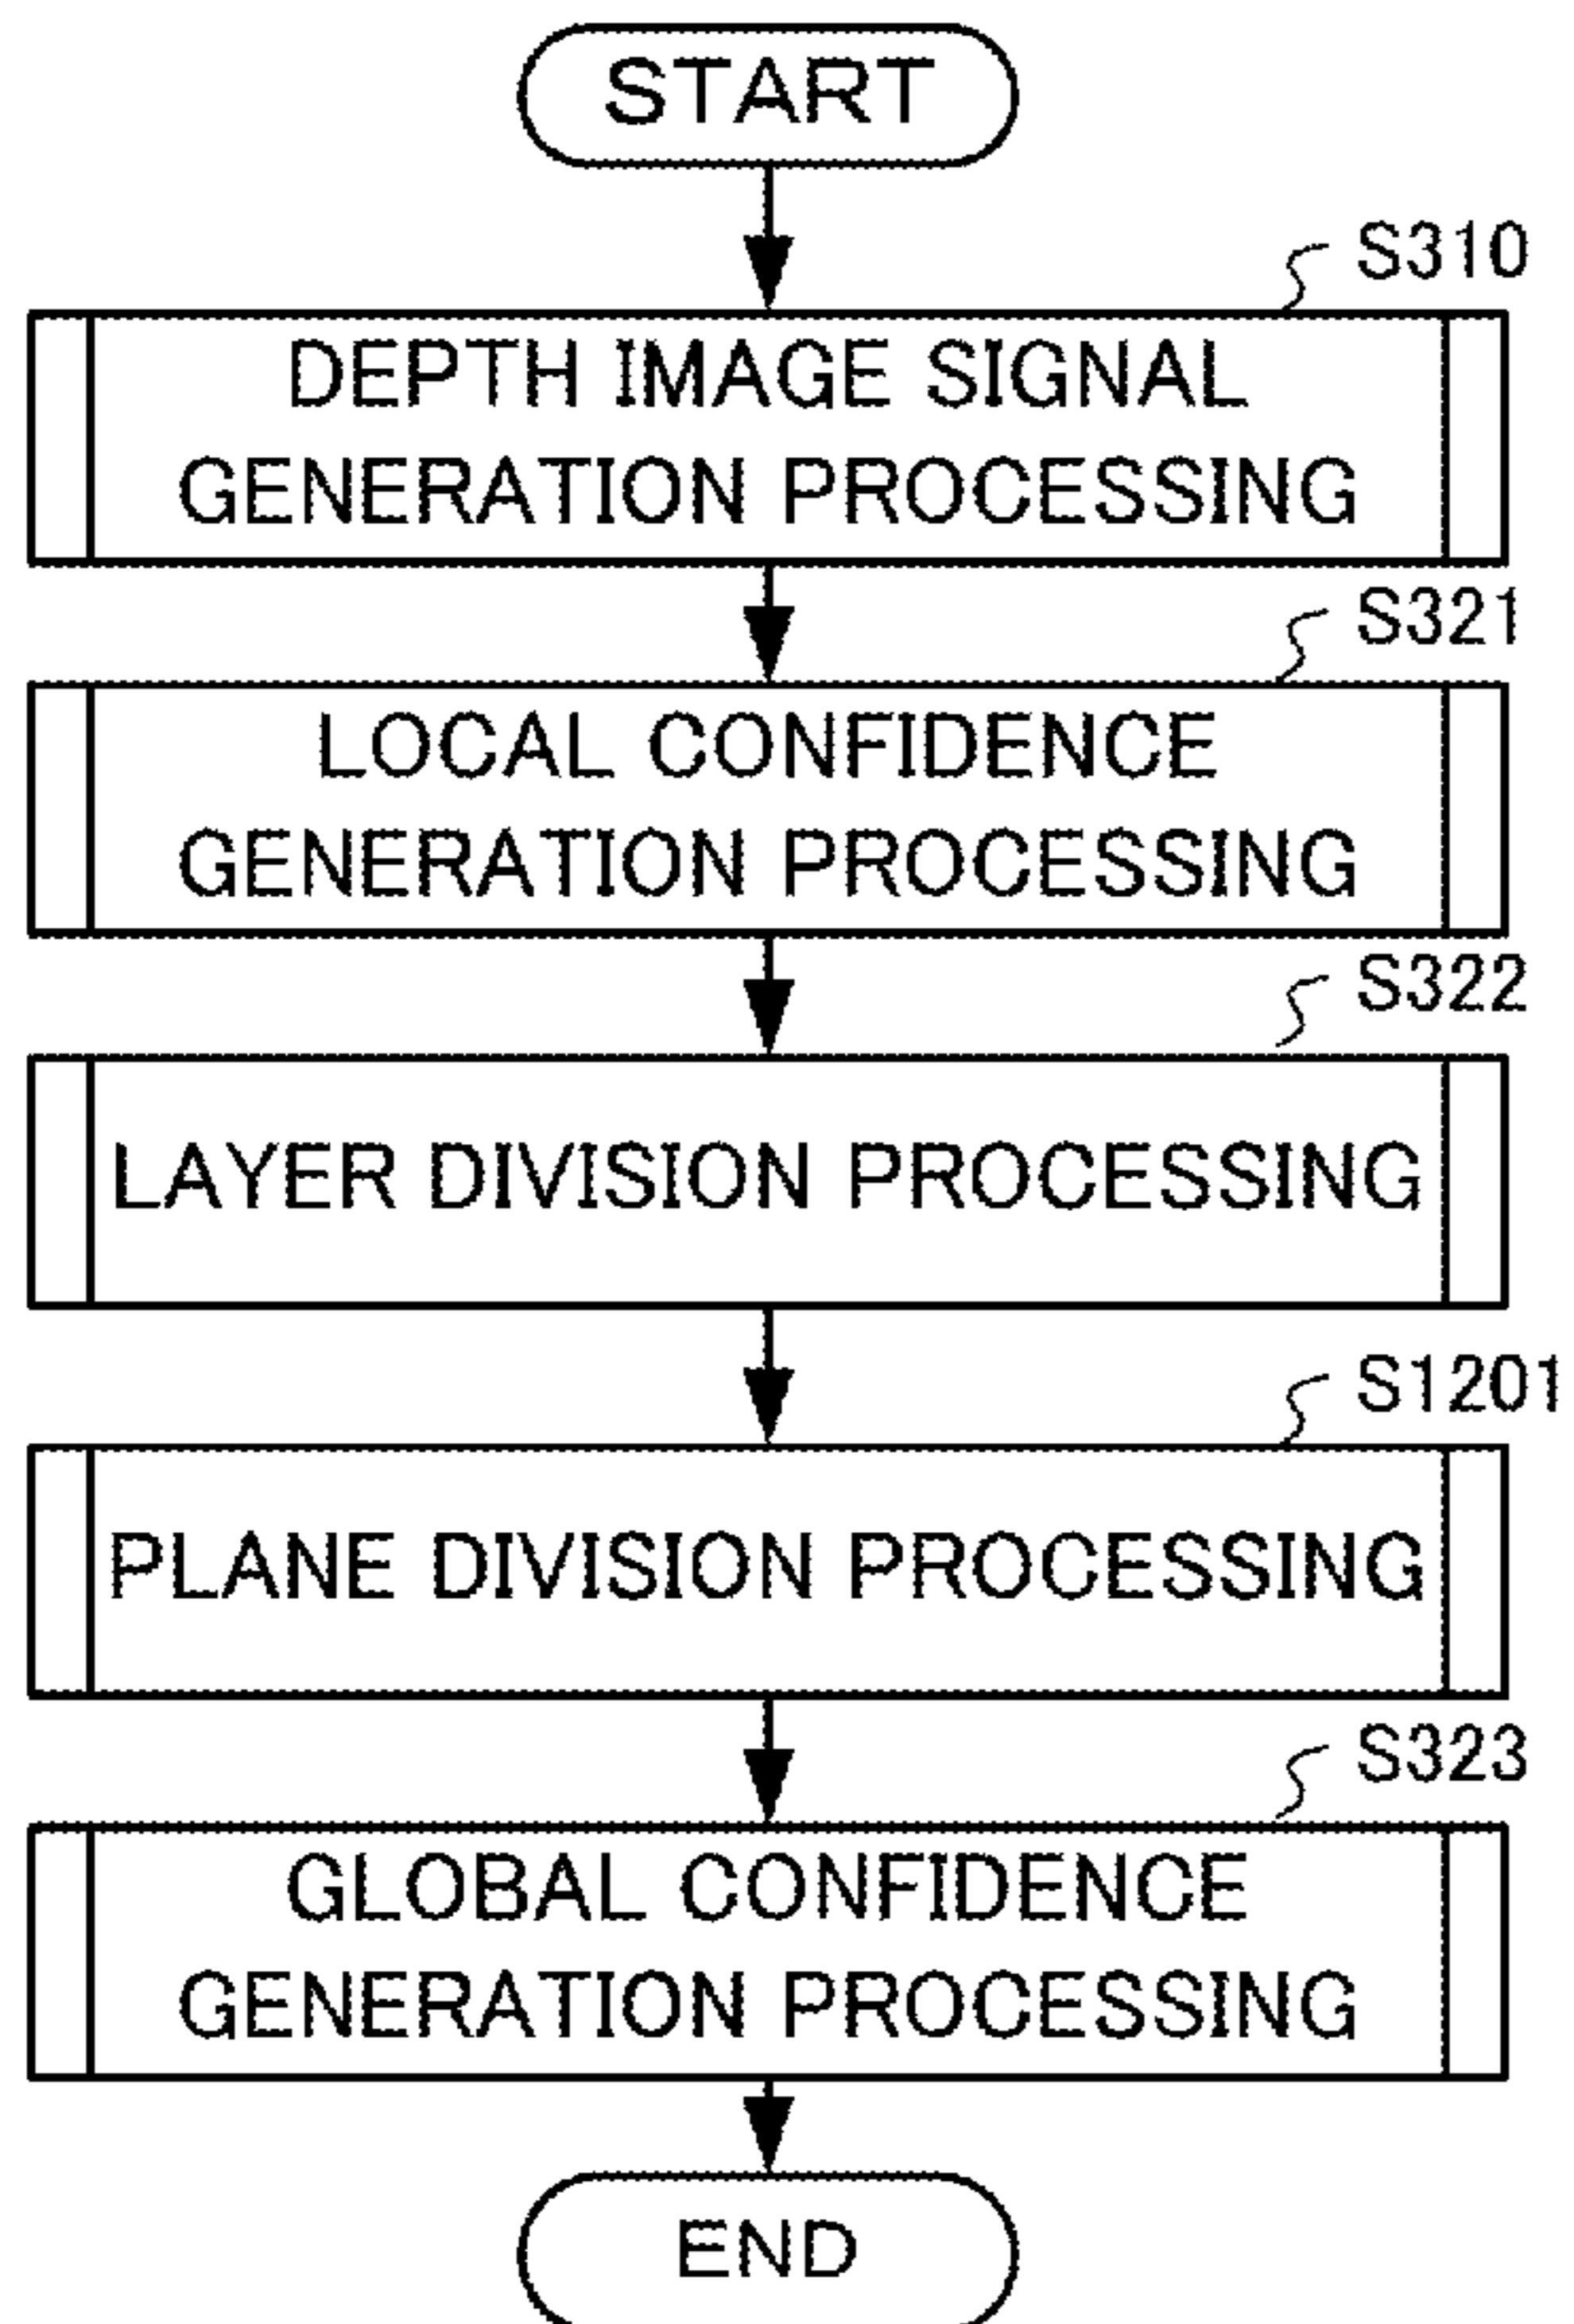 START
S310
DEPTH IMAGE SIGNAL
GENERATION PROCESSING
S321
LOCAL CONFIDENCE
GENERATION PROCESSING
S322
LAYER DIVISION PROCESSING
S1201
PLANE DIVISION PROCESSING
S323
GLOBAL CONFIDENCE
GENERATION PROCESSING
END